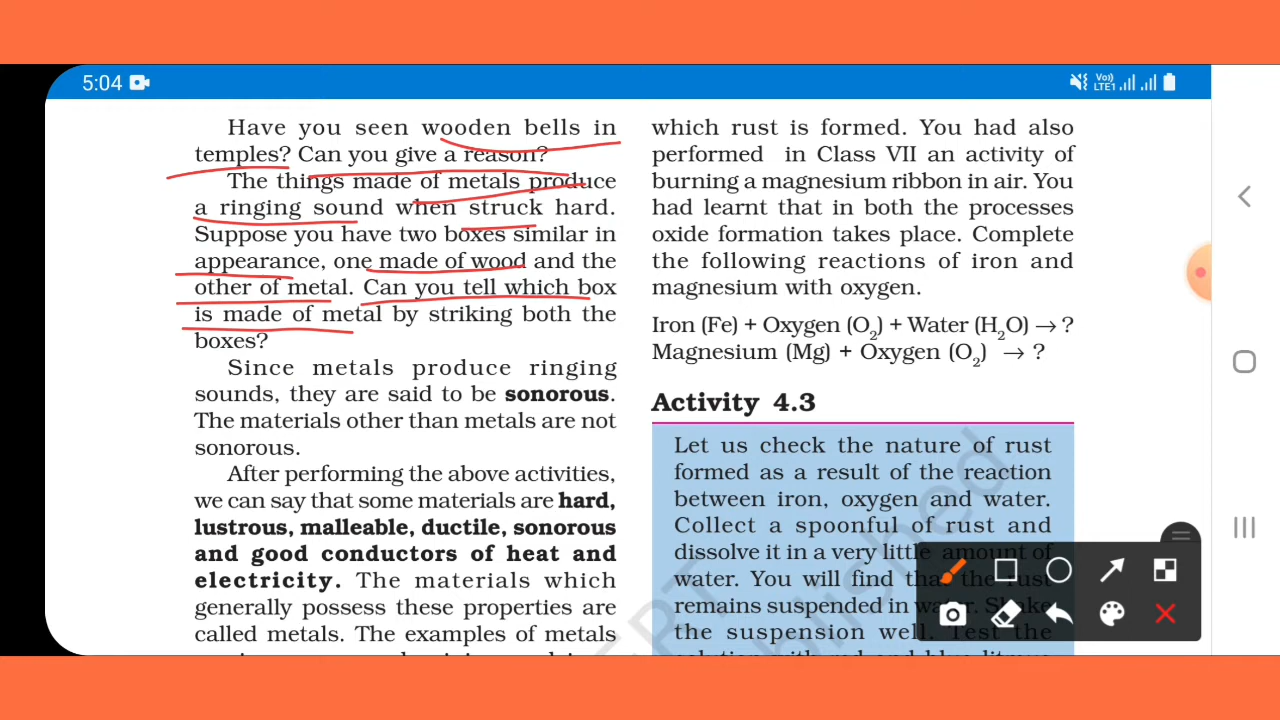 5:04
Vo)
LTE1
Have you seen wooden bells in
temples? Can you give a reason?
The things made of metals produce
a ringing sound when struck hard.
Suppose you have two boxes similar in
appearance, one made of wood and the
other of metal. Can you tell which box
is made of metal by striking both the
boxes?
Since metals produce ringing
sounds, they are said to be sonorous.
The materials other than metals are not
sonorous.
After performing the above activities,
we can say that some materials are hard,
lustrous, malleable, ductile, sonorous
and good conductors of heat and
electricity. The materials which
generally possess these properties are
called metals. The examples of metals
which rust is formed. You had also
performed in Class VII an activity of
burning a magnesium ribbon in air. You
had learnt that in both the processes
oxide formation takes place. Complete
the following reactions of iron and
magnesium with oxygen.
Iron (Fe) + Oxygen (O2) + Water (H2O) → ?
Magnesium (Mg) + Oxygen (O2) → ?
Activity 4.3
Let us check the nature of rust
formed as a result of the reaction
between iron, oxygen and water.
Collect a spoonful of rust and
dissolve it in a very little amount of
water. You will find that the rust
remains suspended in water. Shake
the suspension well. Test the